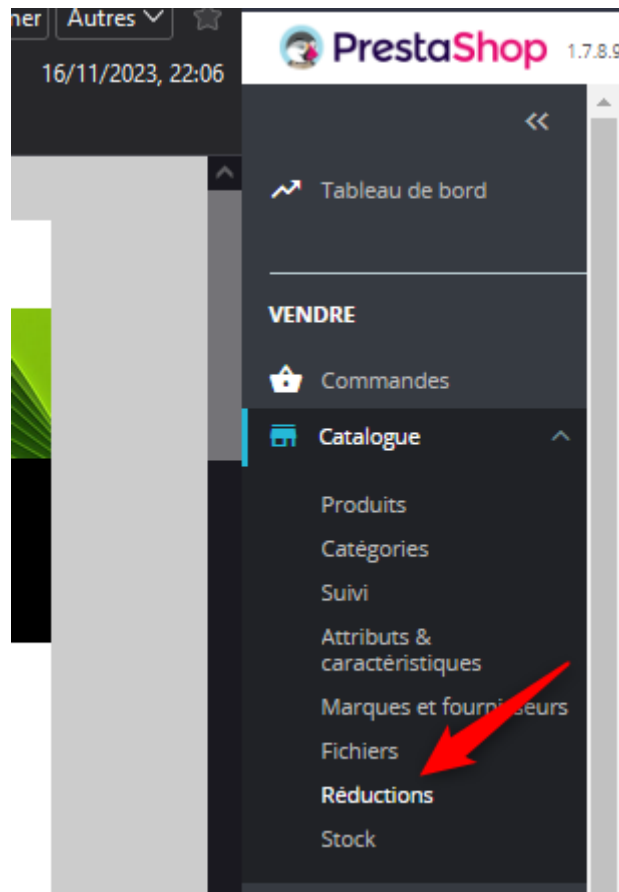 Autres
16/11/2023, 22:06
PrestaShop 1.7.8.9
Tableau de bord
VENDRE
Commandes
Catalogue
Produits
Catégories
Suivi
Attributs &
caractéristiques
Marques et fournisseurs
Fichiers
Réductions
Stock